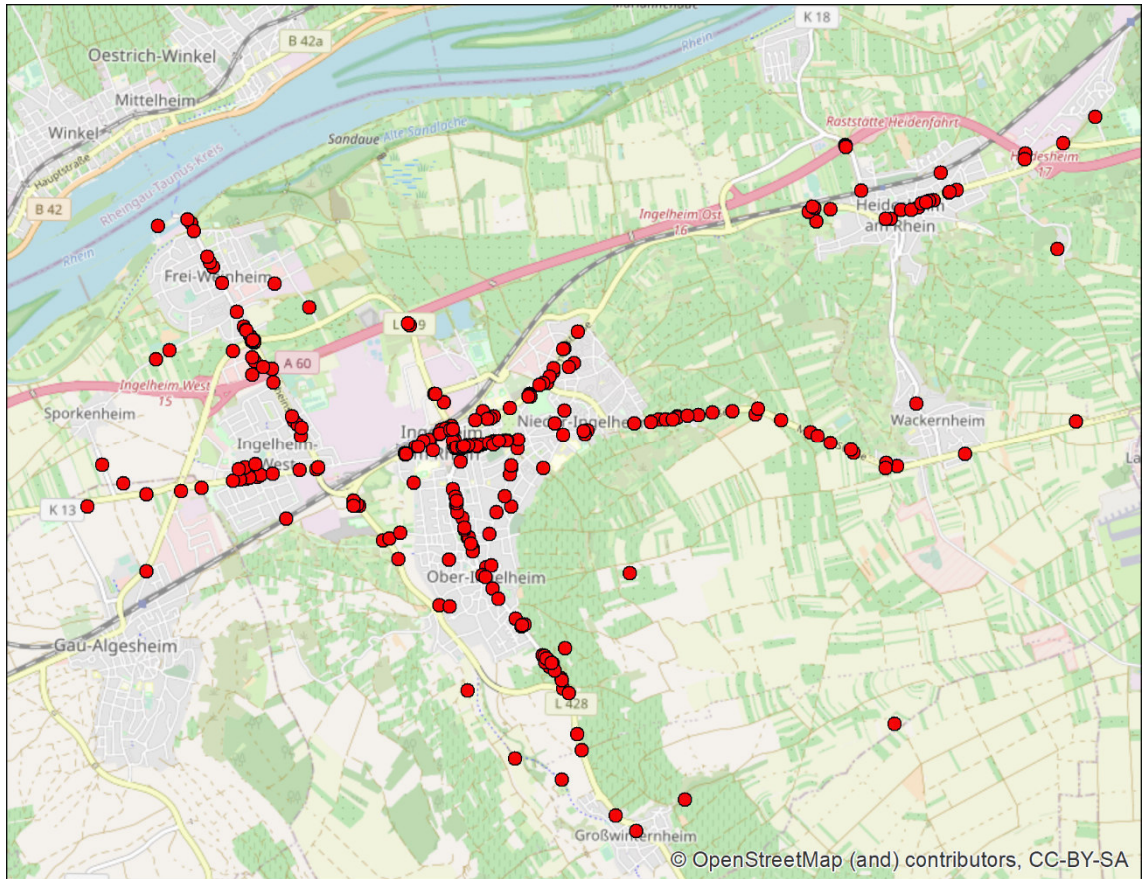 K 18
Oestrich-Winkel
B 42a
Rhein
Mittelheim
Winkel
Hauptstraße
Sandaue
Alte Sandlache
Raststätte Heidenfahrt
Rheingau-Taunus-Kreis
Heidesheim
17
B 42
Ingelheim Ost
16
am Rhein
Rhein
Frei-Weinheim
A 60
Ingelheim West
15
Sporkenheim
Nieder-Ingelheim
Wackernheim
Ingelheim-
West
K 13
Ober-Ingelheim
Gau-Algesheim
L 428
Großwinternheim
© OpenStreetMap (and) contributors, CC-BY-SA